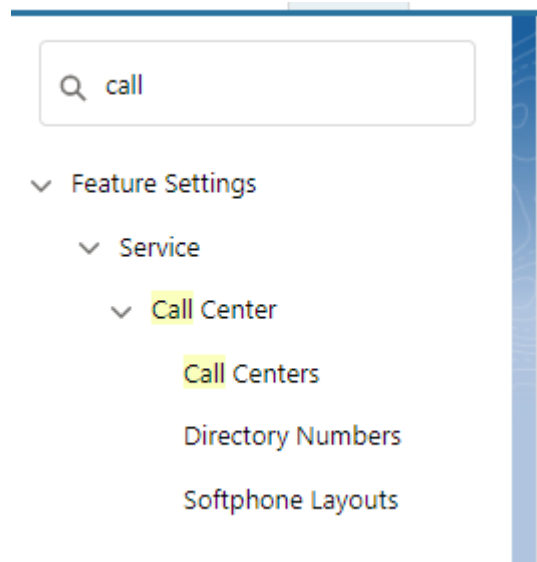 call
Feature Settings
Service
Call Center
Call Centers
Directory Numbers
Softphone Layouts